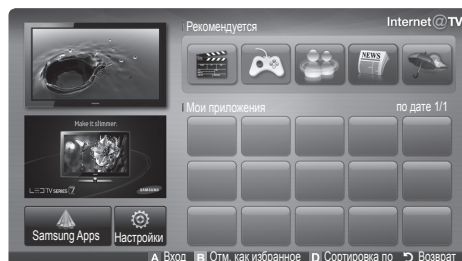 Рекомендуется
Internet@TV
NEWS
Мои приложения
по дате 1/1
Make it slimmer.
LED TV SERIES 7
SAMSUNG
Samsung Apps
Настройки
A Вход B Отм. как избранное D Сортировка по Возврат